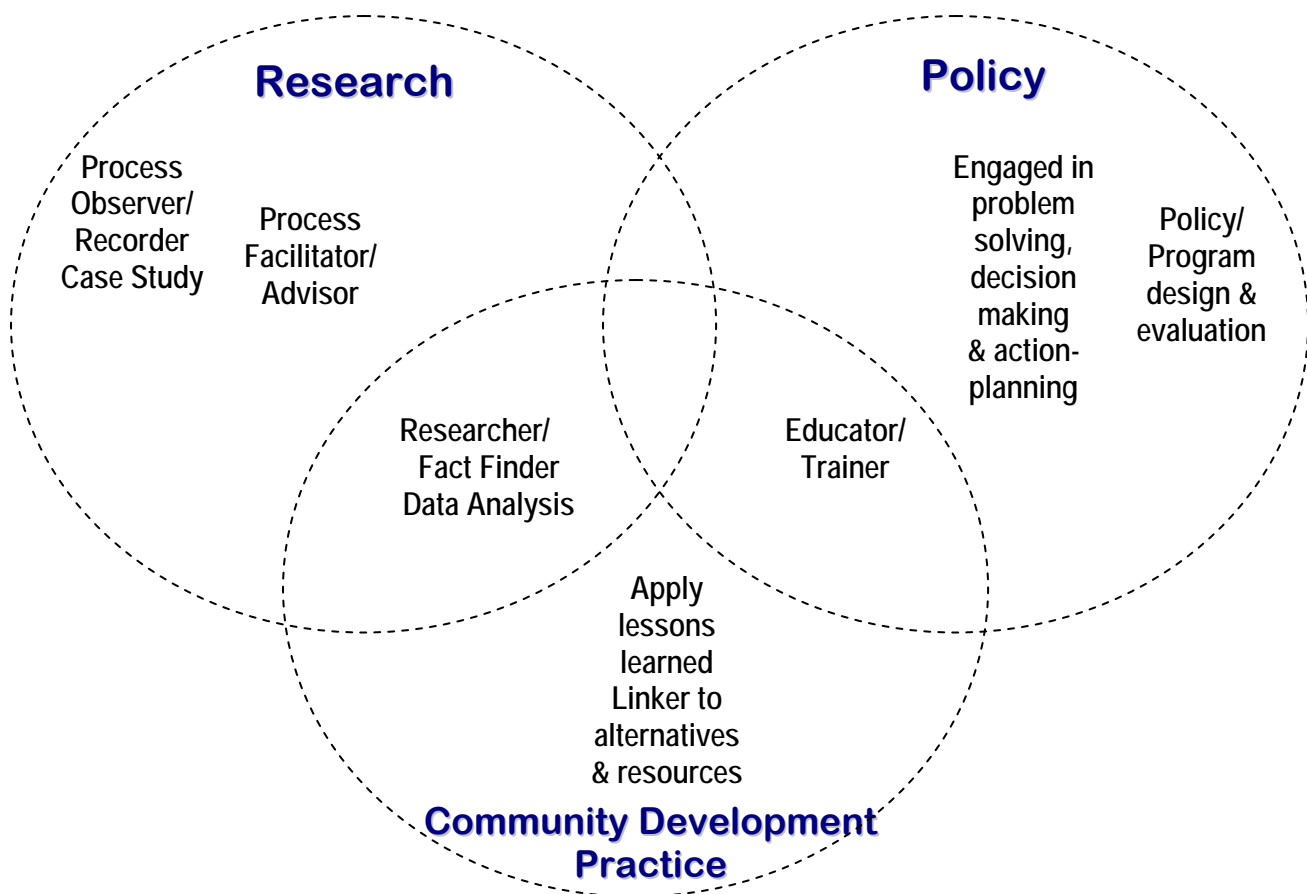 Research
Policy
Process
Observer/
Recorder
Case Study
Process
Facilitator/
Advisor
Engaged in
problem
solving,
decision
making
& action-
planning
Policy/
Program
design &
evaluation
Researcher/
Fact Finder
Data Analysis
Educator/
Trainer
Apply
lessons
learned
Linker to
alternatives
& resources
Community Development
Practice